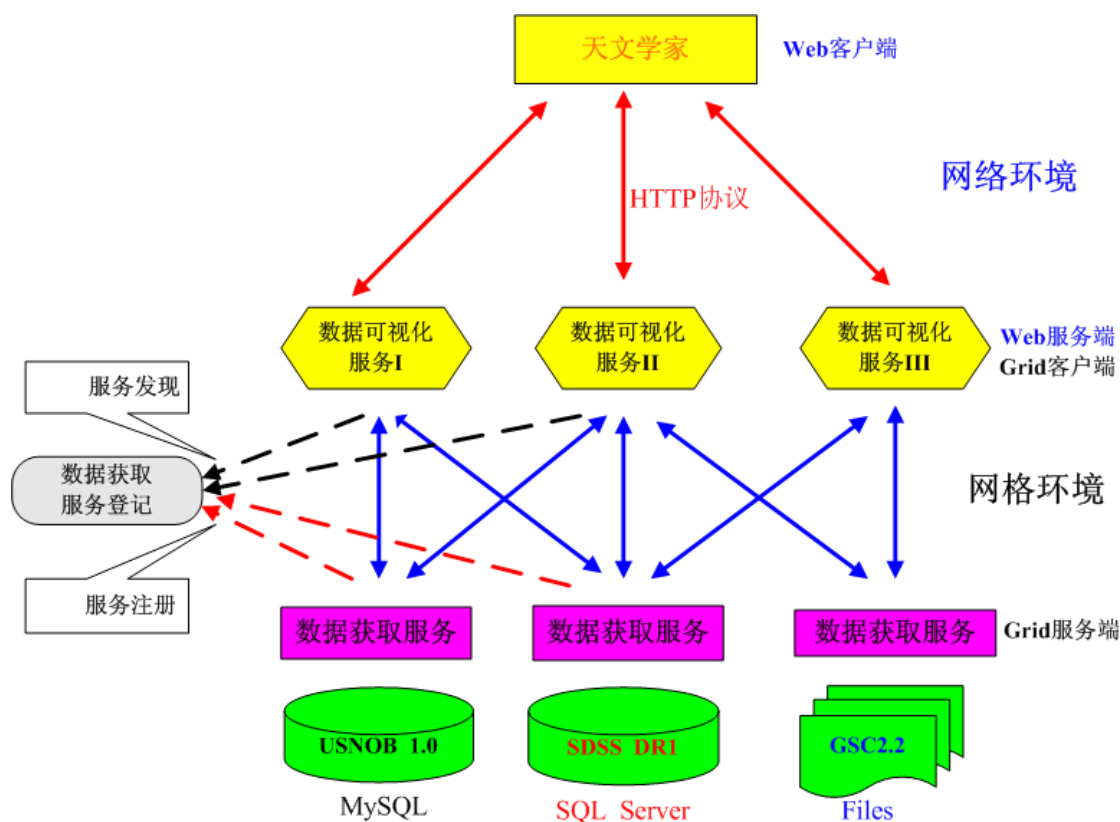 天文学家
Web客户端
网络环境
HTTP协议
数据可视化
服务I
数据可视化
服务II
数据可视化
服务III
Web服务端
Grid客户端
服务发现
数据获取
服务登记
网格环境
服务注册
数据获取服务
数据获取服务
数据获取服务
Grid服务端
USNOB 1.0
SDSS DR1
GSC2.2
MySQL
SQL Server
Files